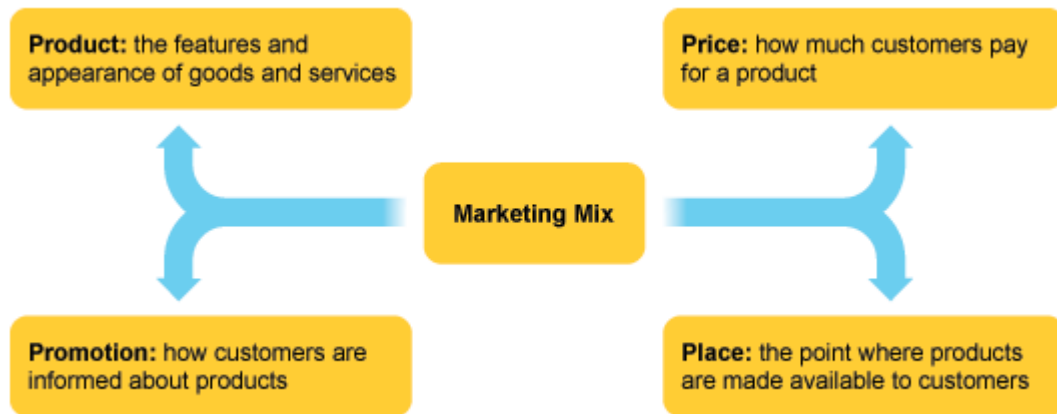 Product: the features and
appearance of goods and services
Price: how much customers pay
for a product
Marketing Mix
Promotion: how customers are
informed about products
Place: the point where products
are made available to customers